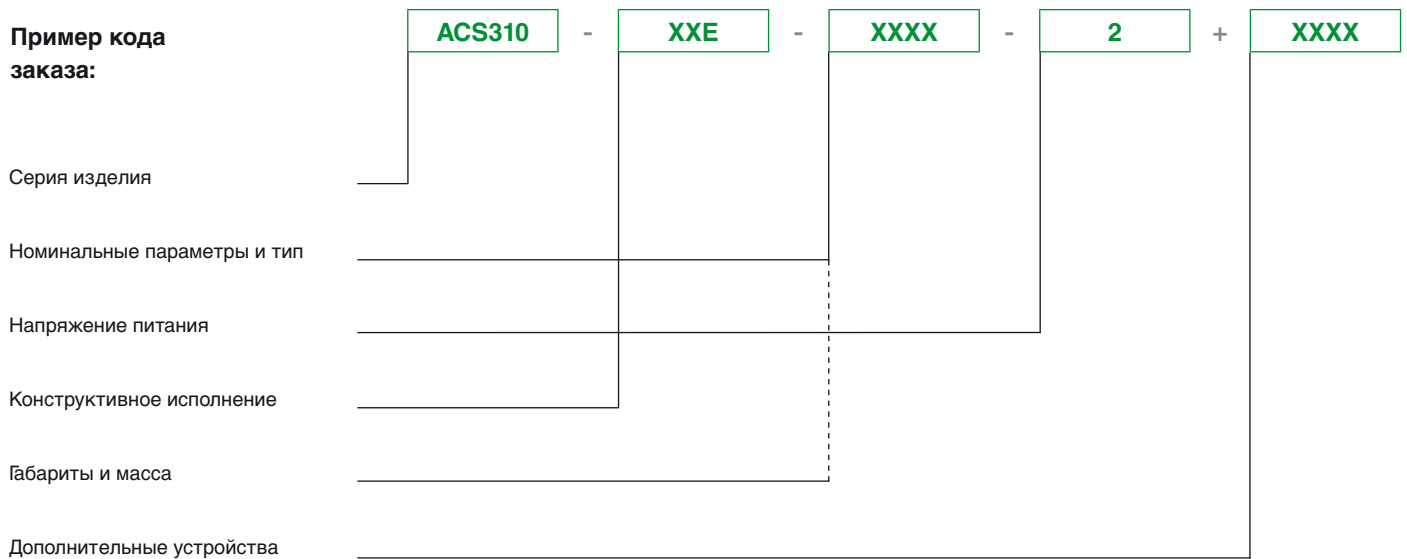 Пример кода
заказа:
ACS310 - XXE - XXXX - 2 + XXXX
Серия изделия
Номинальные параметры и тип
Напряжение питания
Конструктивное исполнение
Габариты и масса
Дополнительные устройства